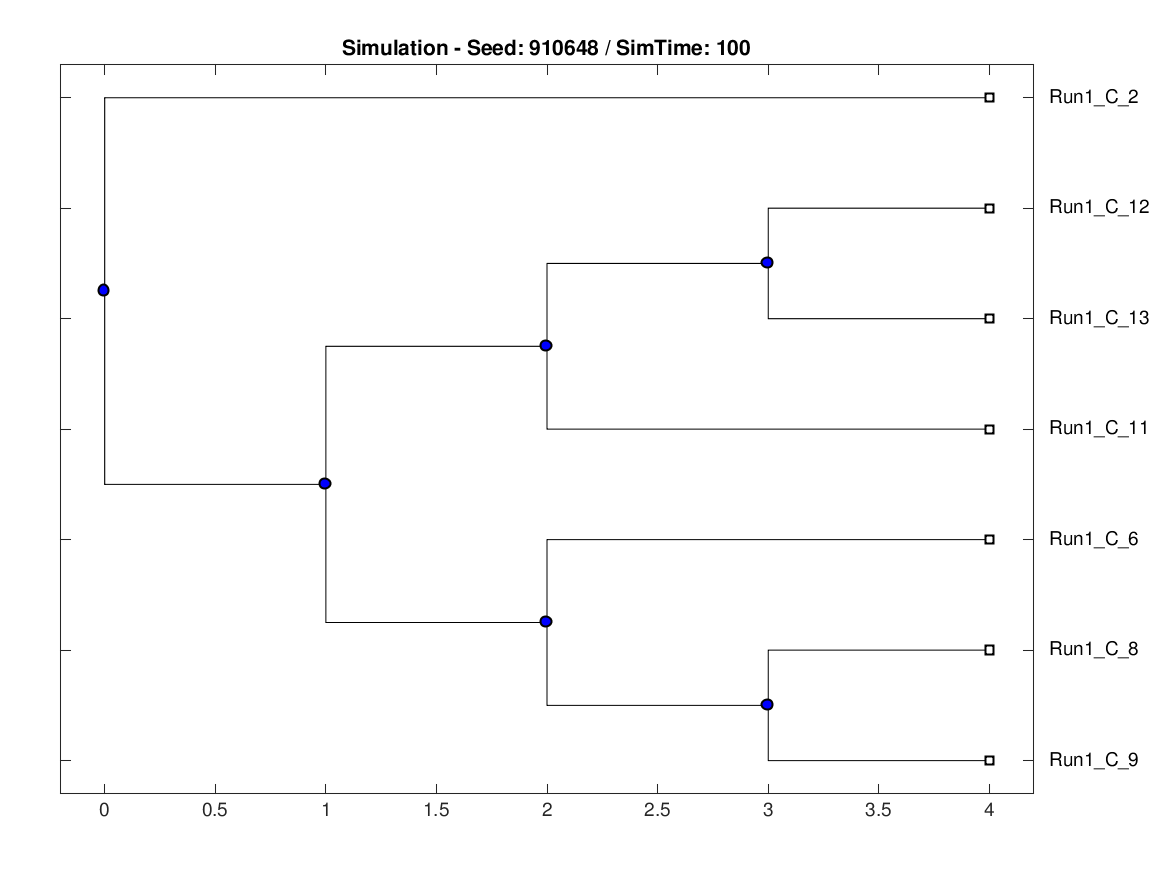 Simulation - Seed: 910648 / SimTime: 100
Run1_C_2
Run1_C_12
Run1_C_13
Run1_C_11
Run1_C_6
Run1_C_8
Run1_C_9
0 0.5 1 1.5 2 2.5 3 3.5 4